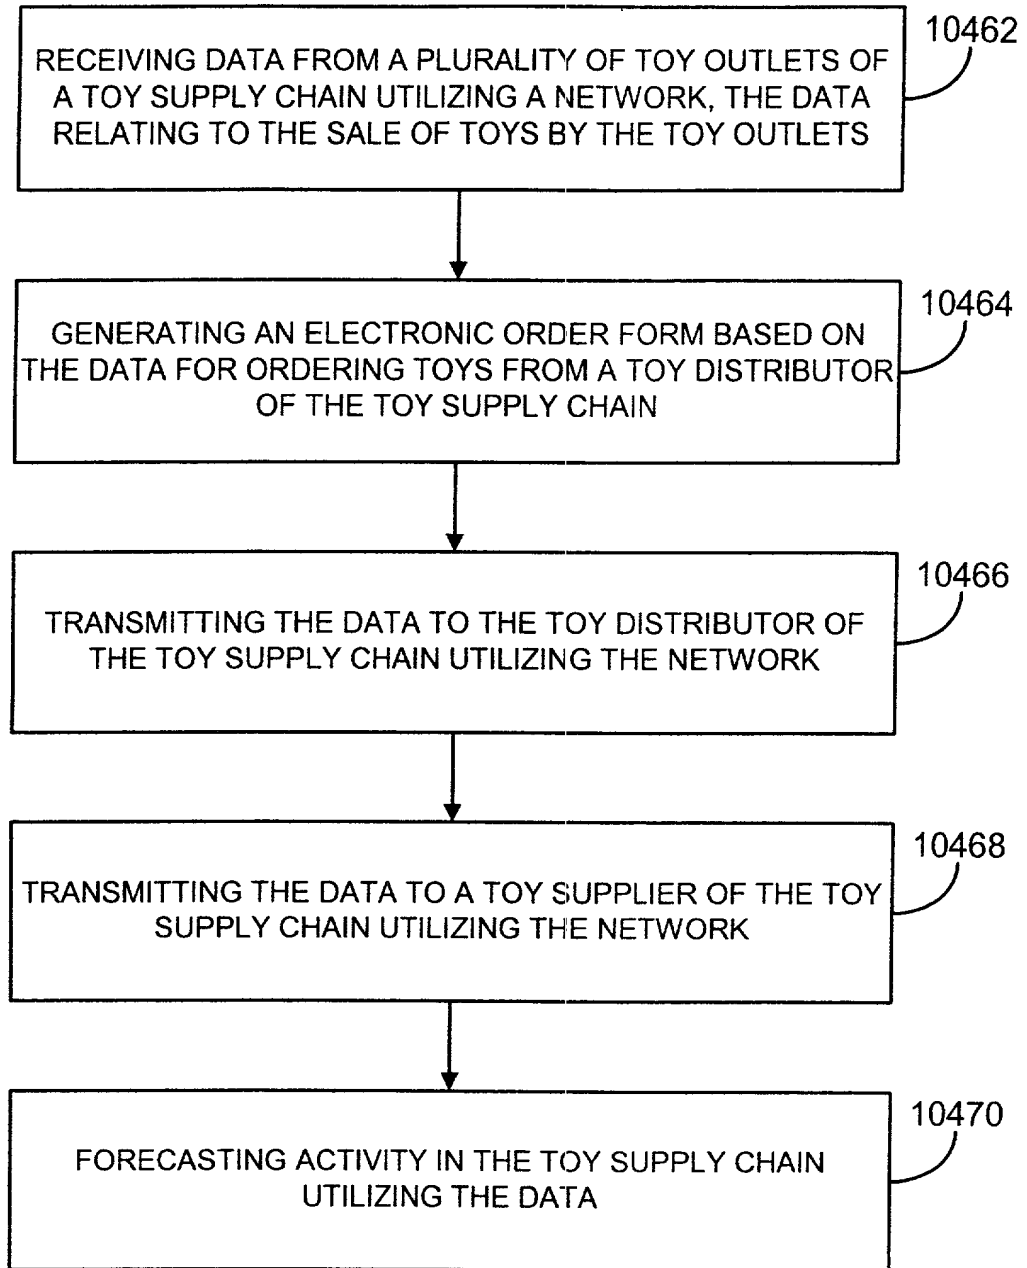 10462
RECEIVING DATA FROM A PLURALITY OF TOY OUTLETS OF
A TOY SUPPLY CHAIN UTILIZING A NETWORK, THE DATA
RELATING TO THE SALE OF TOYS BY THE TOY OUTLETS
10464
GENERATING AN ELECTRONIC ORDER FORM BASED ON
THE DATA FOR ORDERING TOYS FROM A TOY DISTRIBUTOR
OF THE TOY SUPPLY CHAIN
10466
TRANSMITTING THE DATA TO THE TOY DISTRIBUTOR OF
THE TOY SUPPLY CHAIN UTILIZING THE NETWORK
10468
TRANSMITTING THE DATA TO A TOY SUPPLIER OF THE TOY
SUPPLY CHAIN UTILIZING THE NETWORK
10470
FORECASTING ACTIVITY IN THE TOY SUPPLY CHAIN
UTILIZING THE DATA